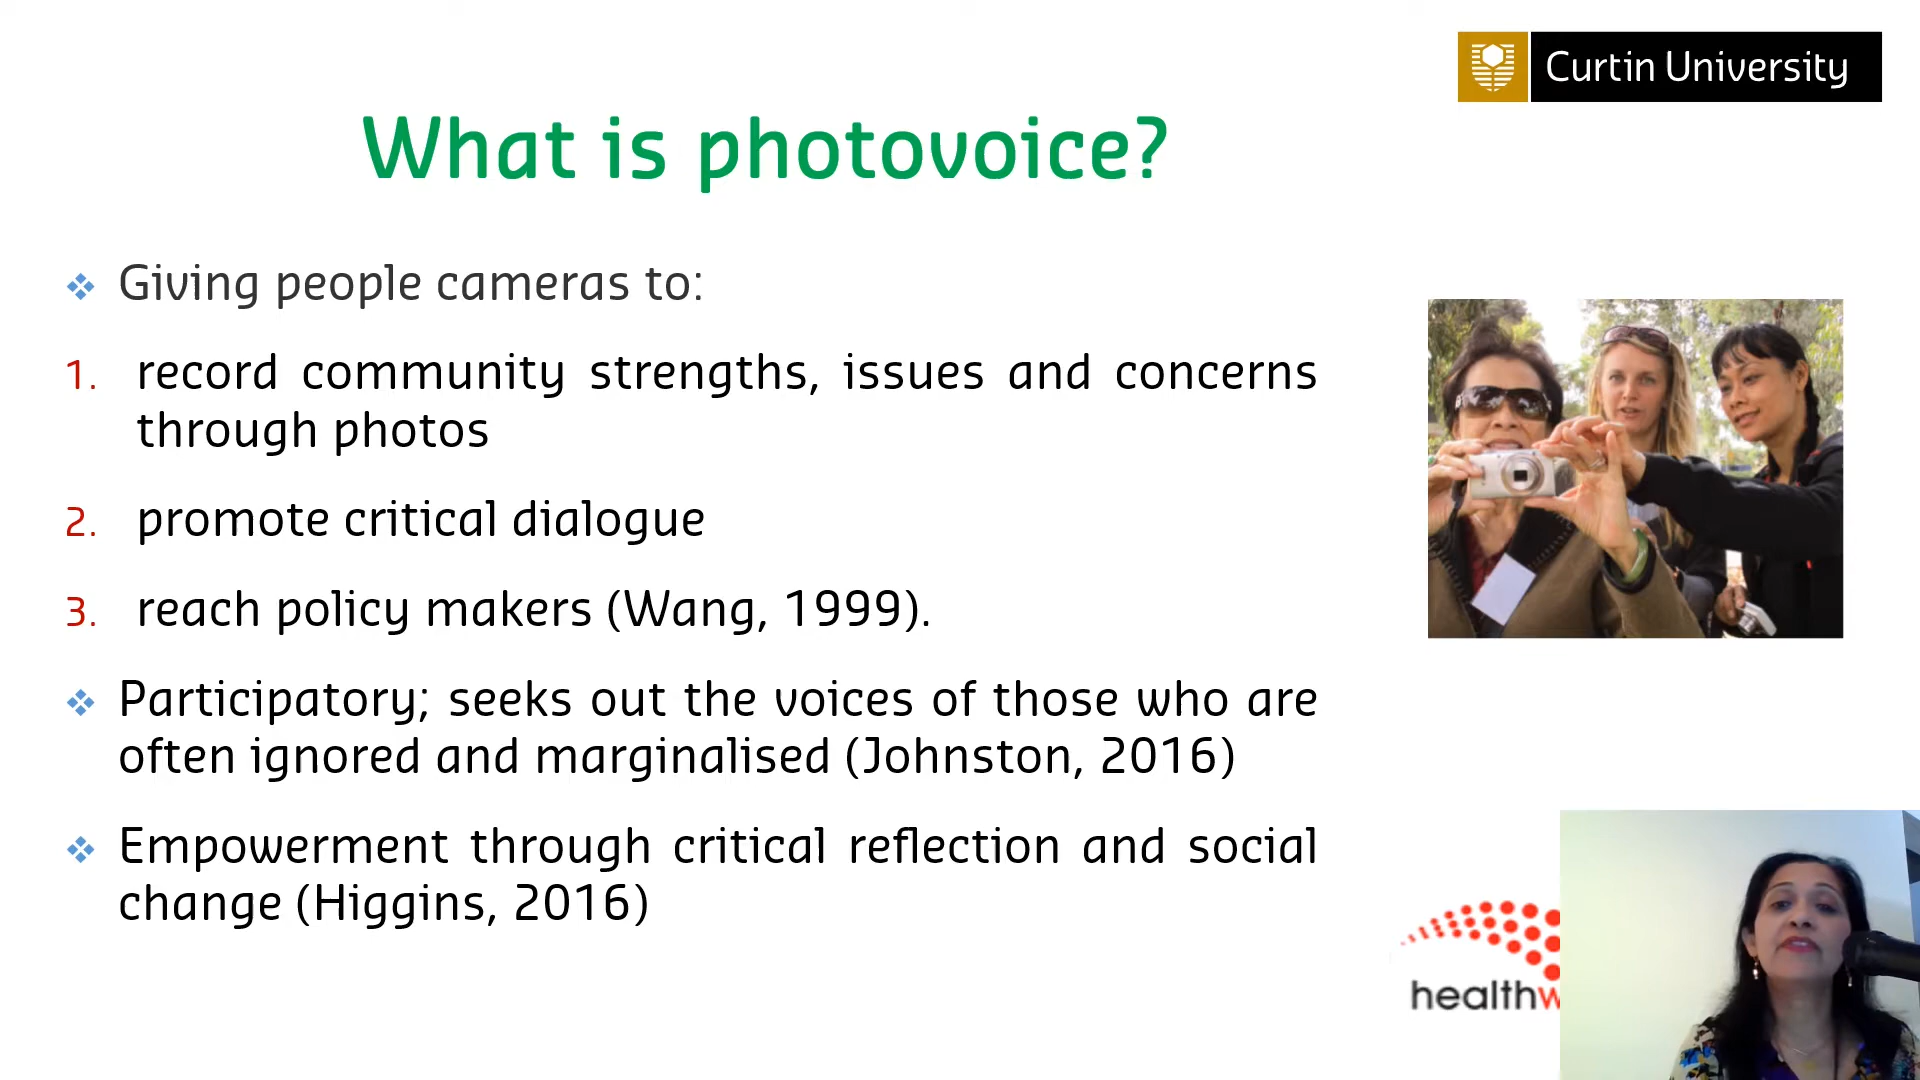 Curtin University
What is photovoice?
Giving people cameras to:
1. record community strengths, issues and concerns
through photos
2. promote critical dialogue
3. reach policy makers (Wang, 1999).
Participatory; seeks out the voices of those who are
often ignored and marginalised (Johnston, 2016)
Empowerment through critical reflection and social
change (Higgins, 2016)
healthw